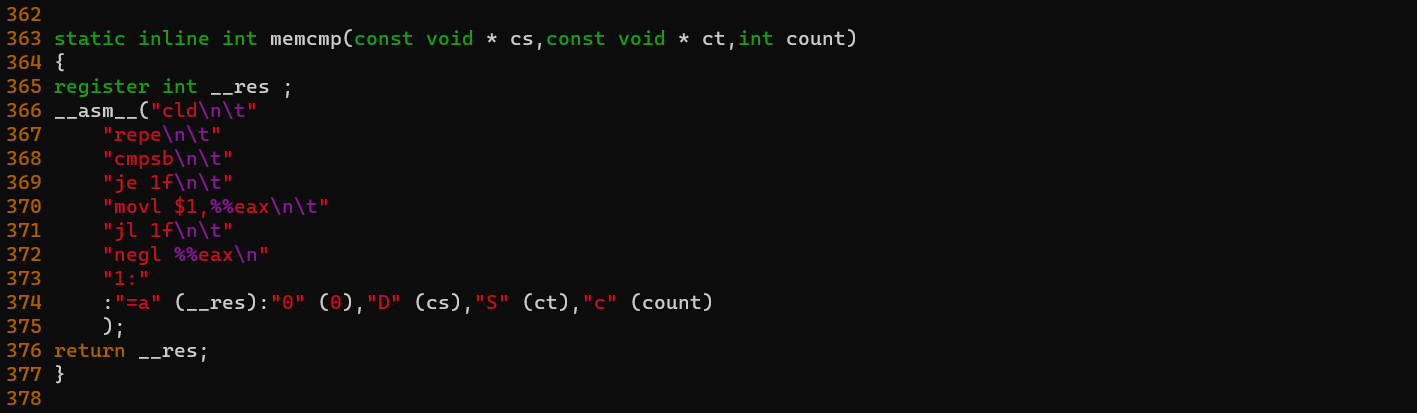 362
363 static inline int memcmp(const void * cs,const void * ct,int count)
364 {
365 register int __res ;
366 __asm__("cld\n\t"
367     "repe\n\t"
368     "cmpsb\n\t"
369     "je 1f\n\t"
370     "movl $1,%%eax\n\t"
371     "jl 1f\n\t"
372     "negl %%eax\n"
373     "1:"
374     :"=a" (__res):"0" (0),"D" (cs),"S" (ct),"c" (count)
375     );
376 return __res;
377 }
378